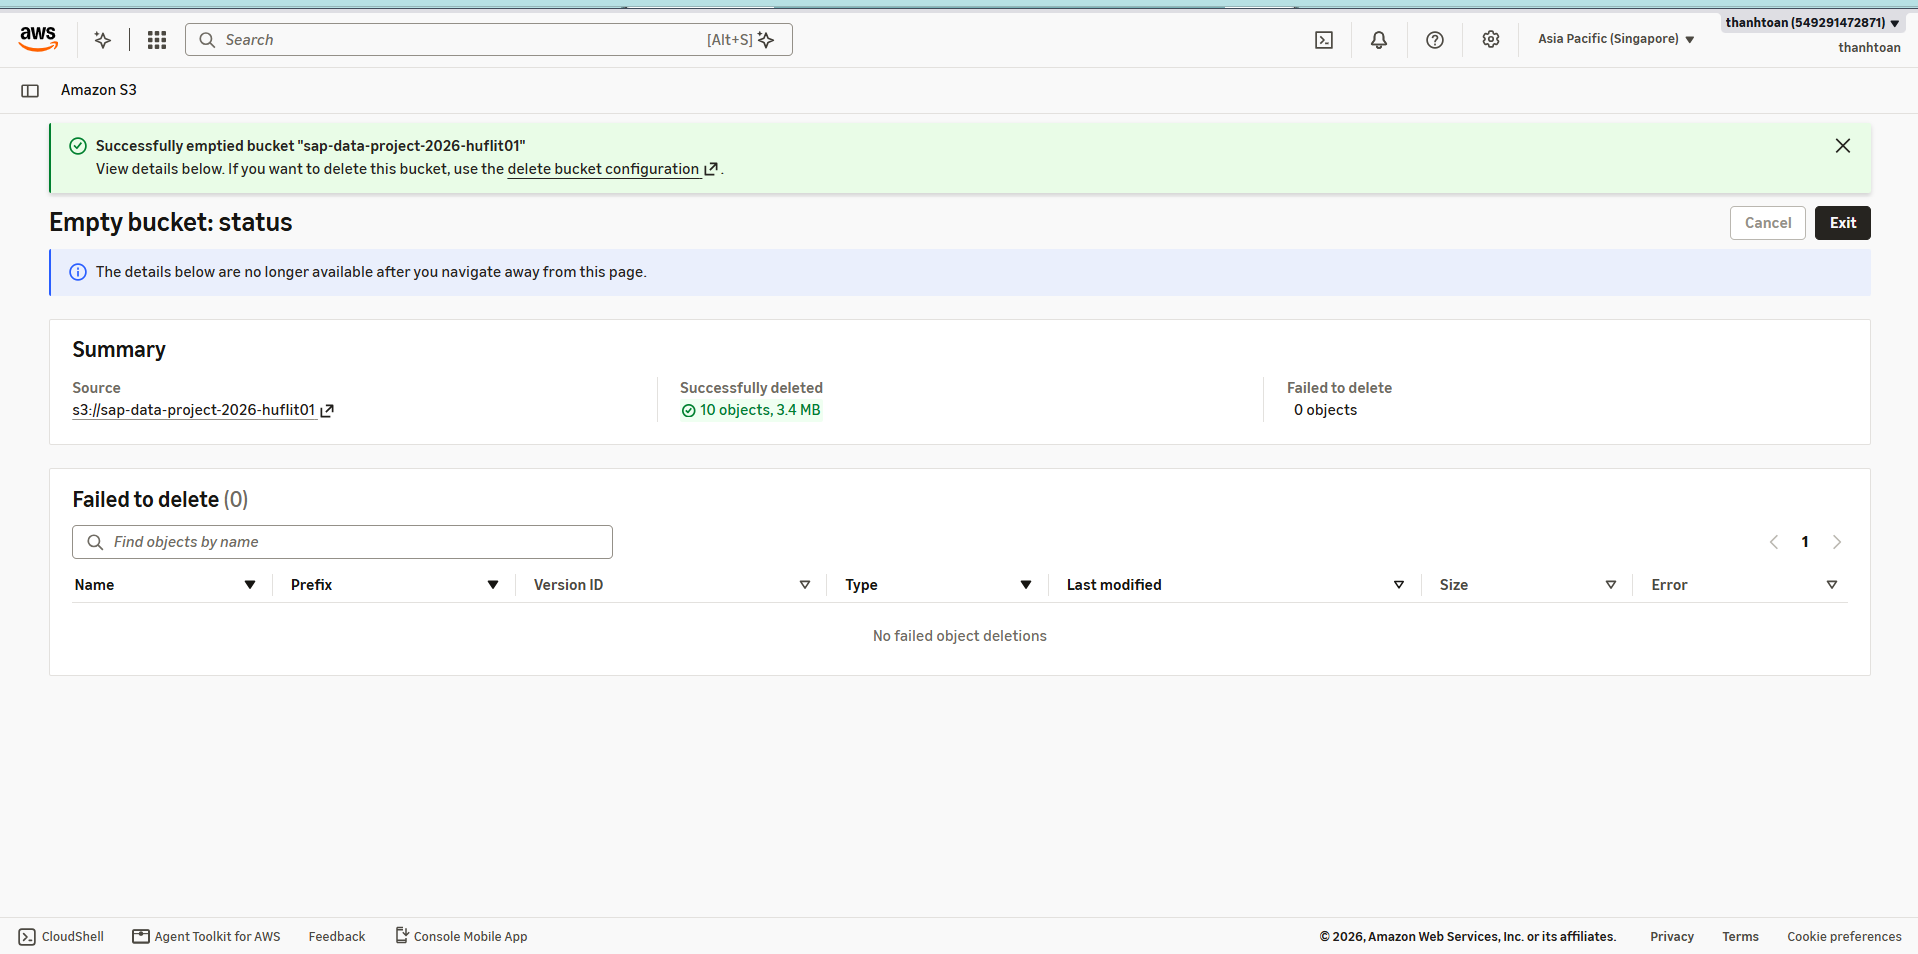 aws
Search [Alt+S]
Asia Pacific (Singapore)
thanhtoan (549291472871)
thanhtoan
Amazon S3
Successfully emptied bucket "sap-data-project-2026-huflit01"
View details below. If you want to delete this bucket, use the delete bucket configuration .
Empty bucket: status
Cancel
Exit
The details below are no longer available after you navigate away from this page.
Summary
Source
s3://sap-data-project-2026-huflit01
Successfully deleted
10 objects, 3.4 MB
Failed to delete
0 objects
Failed to delete (0)
Find objects by name
1
Name Prefix Version ID Type Last modified Size Error
No failed object deletions
CloudShell Agent Toolkit for AWS Feedback Console Mobile App © 2026, Amazon Web Services, Inc. or its affiliates. Privacy Terms Cookie preferences